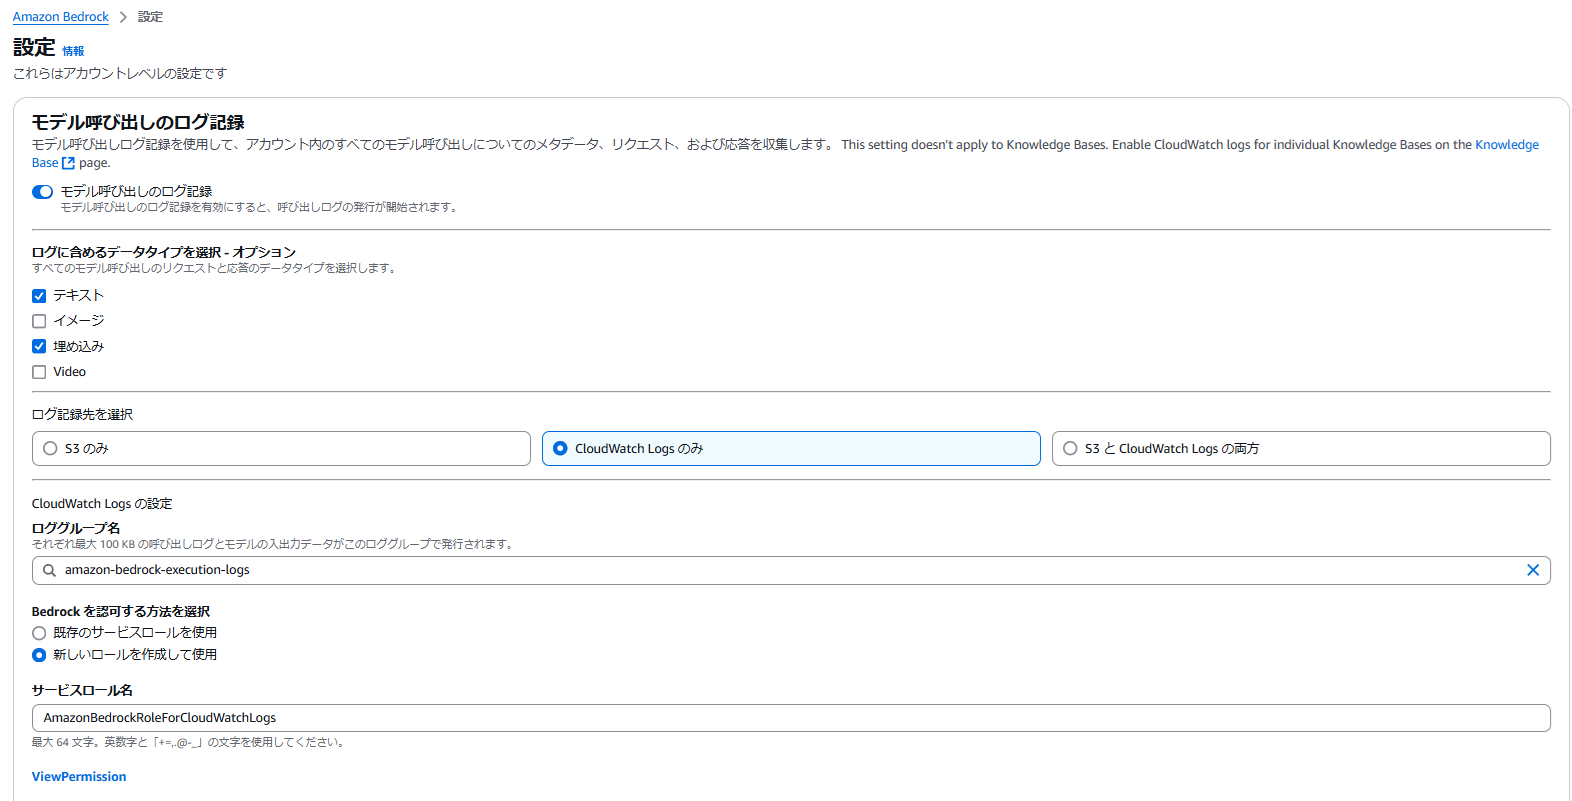 Amazon Bedrock > 設定
設定 情報
これらはアカウントレベルの設定です
モデル呼び出しのログ記録
モデル呼び出しログ記録を使用して、アカウント内のすべてのモデル呼び出しについてのメタデータ、リクエスト、および応答を収集します。 This setting doesn't apply to Knowledge Bases. Enable CloudWatch logs for individual Knowledge Bases on the Knowledge
Base page.
モデル呼び出しのログ記録
モデル呼び出しのログ記録を有効にすると、呼び出しログの発行が開始されます。
ログに含めるデータタイプを選択 - オプション
すべてのモデル呼び出しのリクエストと応答のデータタイプを選択します。
テキスト
イメージ
埋め込み
Video
ログ記録先を選択
S3 のみ
CloudWatch Logs のみ
S3 と CloudWatch Logs の両方
CloudWatch Logs の設定
ロググループ名
それぞれ最大 100 KB の呼び出しログとモデルの入出力データがこのロググループで発行されます。
amazon-bedrock-execution-logs
Bedrock を認可する方法を選択
既存のサービスロールを使用
新しいロールを作成して使用
サービスロール名
AmazonBedrockRoleForCloudWatchLogs
最大 64 文字。英数字と「+=,.@-_」の文字を使用してください。
ViewPermission